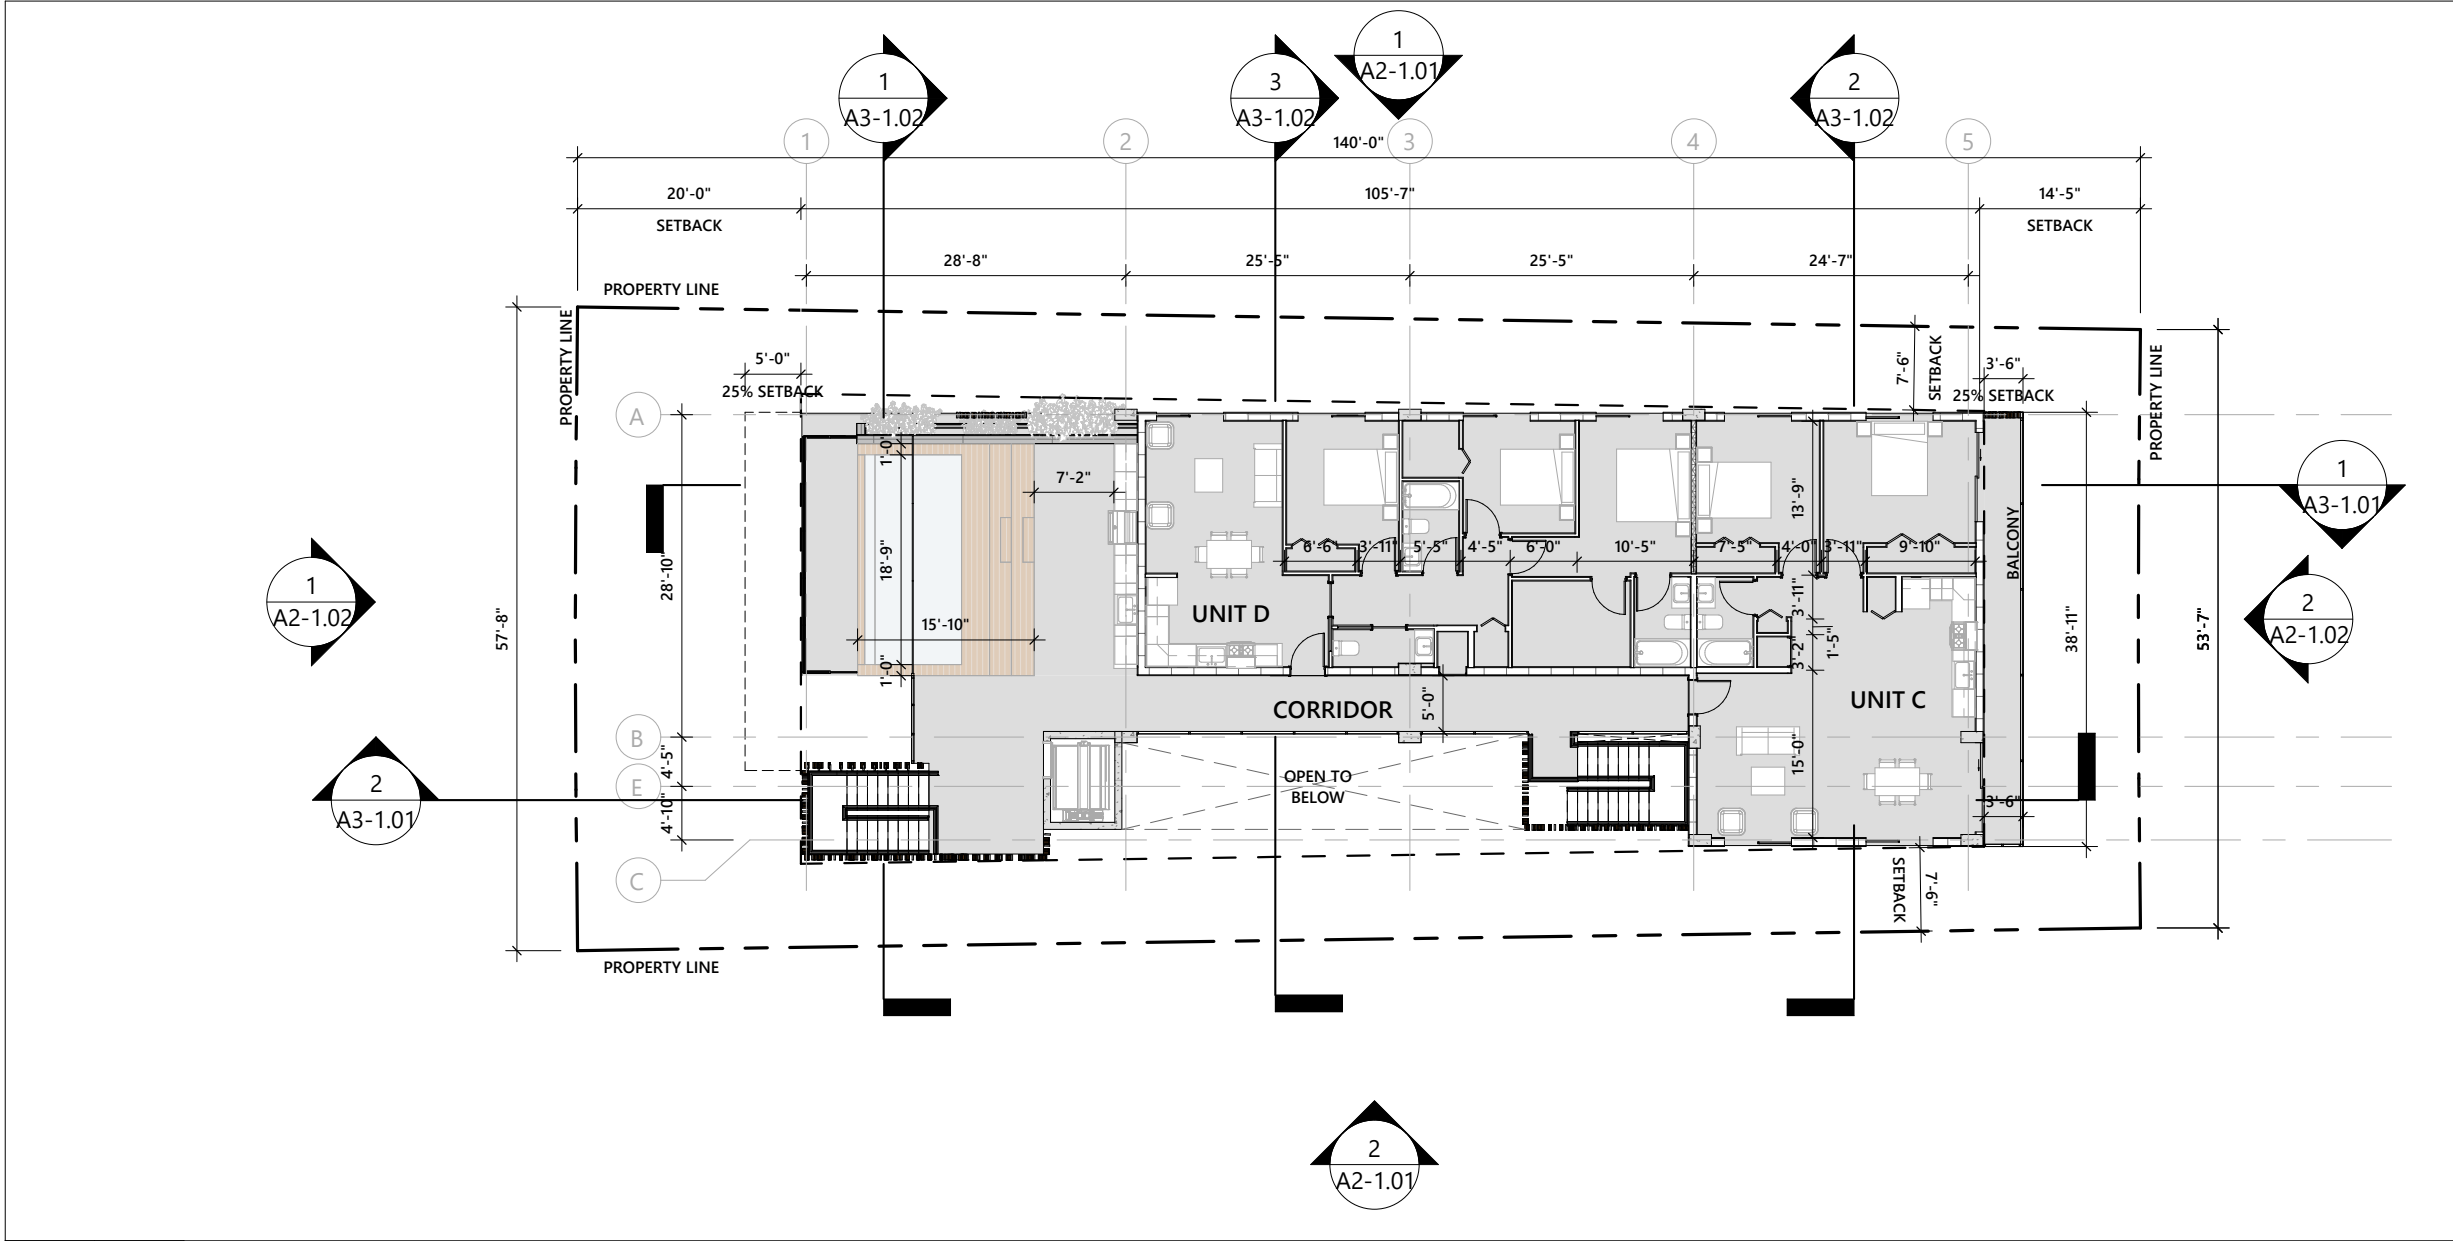 1
A2-1.01
1
A3-1.02
3
A3-1.02
2
A3-1.02
1
2
140'-0"
3
4
5
20'-0"
105'-7"
14'-5"
SETBACK
SETBACK
28'-8"
25'-5"
25'-5"
24'-7"
PROPERTY LINE
PROPERTY LINE
5'-0"
25% SETBACK
7'-6"
SETBACK
3'-6"
25% SETBACK
PROPERTY LINE
A
1'-0"
7'-2"
1
A3-1.01
13'-9"
18'-9"
28'-10"
6'-6"
3'-11"
5'-5"
4'-5"
6'-0"
10'-5"
7'-5"
4'-0"
3'-11"
9'-10"
BALCONY
1
A2-1.02
2
A2-1.02
57'-8"
15'-10"
UNIT D
3'-11"
1'-5"
3'-2"
38'-11"
53'-7"
1'-0"
UNIT C
CORRIDOR
5'-0"
B
4'-5"
15'-0"
OPEN TO
BELOW
E
2
A3-1.01
4'-10"
3'-6"
C
SETBACK
7'-6"
PROPERTY LINE
2
A2-1.01